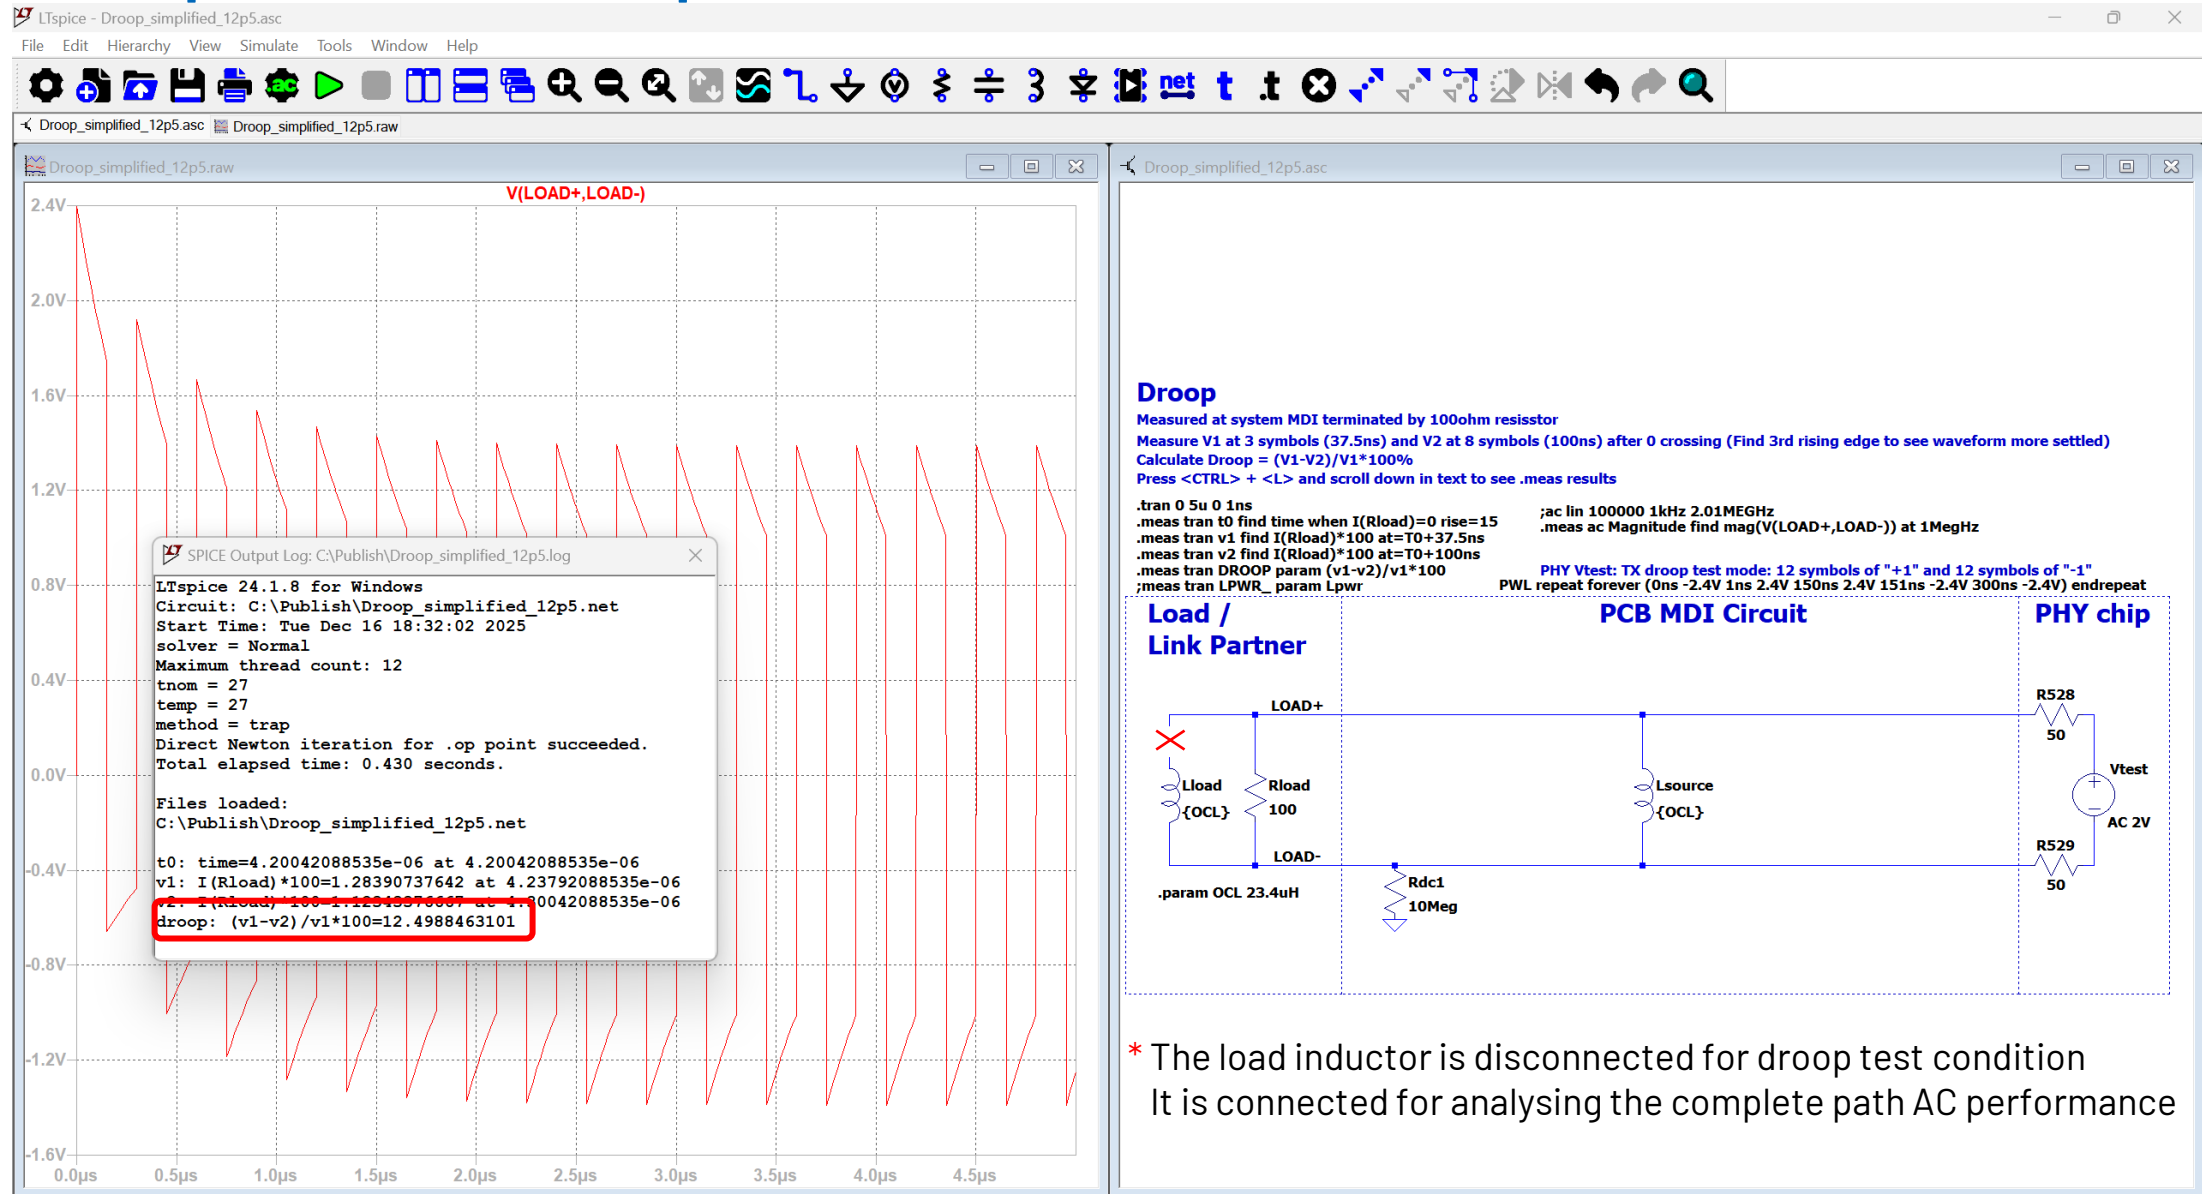 LTspice - Droop_simplified_12p5.asc
File Edit Hierarchy View Simulate Tools Window Help
.ac net t .t
Droop_simplified_12p5.asc Droop_simplified_12p5.raw
Droop_simplified_12p5.raw
V(LOAD+,LOAD-)
2.4V
2.0V
1.6V
1.2V
0.8V
0.4V
0.0V
-0.4V
-0.8V
-1.2V
-1.6V
0.0µs 0.5µs 1.0µs 1.5µs 2.0µs 2.5µs 3.0µs 3.5µs 4.0µs 4.5µs
SPICE Output Log: C:\Publish\Droop_simplified_12p5.log
LTspice 24.1.8 for Windows
Circuit: C:\Publish\Droop_simplified_12p5.net
Start Time: Tue Dec 16 18:32:02 2025
solver = Normal
Maximum thread count: 12
tnom = 27
temp = 27
method = trap
Direct Newton iteration for .op point succeeded.
Total elapsed time: 0.430 seconds.
Files loaded:
C:\Publish\Droop_simplified_12p5.net
t0: time=4.20042088535e-06 at 4.20042088535e-06
v1: I(Rload)*100=1.28390737642 at 4.23792088535e-06
v2: I(Rload)*100=1.12343376667 at 4.30042088535e-06
droop: (v1-v2)/v1*100=12.4988463101
Droop_simplified_12p5.asc
Droop
Measured at system MDI terminated by 100ohm resisstor
Measure V1 at 3 symbols (37.5ns) and V2 at 8 symbols (100ns) after 0 crossing (Find 3rd rising edge to see waveform more settled)
Calculate Droop = (V1-V2)/V1*100%
Press <CTRL> + <L> and scroll down in text to see .meas results
.tran 0 5u 0 1ns
.meas tran t0 find time when I(Rload)=0 rise=15
.meas tran v1 find I(Rload)*100 at=T0+37.5ns
.meas tran v2 find I(Rload)*100 at=T0+100ns
.meas tran DROOP param (v1-v2)/v1*100
;meas tran LPWR_ param Lpwr
;ac lin 100000 1kHz 2.01MEGHz
.meas ac Magnitude find mag(V(LOAD+,LOAD-)) at 1MegHz
PHY Vtest: TX droop test mode: 12 symbols of "+1" and 12 symbols of "-1"
PWL repeat forever (0ns -2.4V 1ns 2.4V 150ns 2.4V 151ns -2.4V 300ns -2.4V) endrepeat
Load /
Link Partner
PCB MDI Circuit
PHY chip
LOAD+
Lload
{OCL}
Rload
100
LOAD-
.param OCL 23.4uH
Rdc1
10Meg
Lsource
{OCL}
R528
50
Vtest
AC 2V
R529
50
* The load inductor is disconnected for droop test condition
It is connected for analysing the complete path AC performance